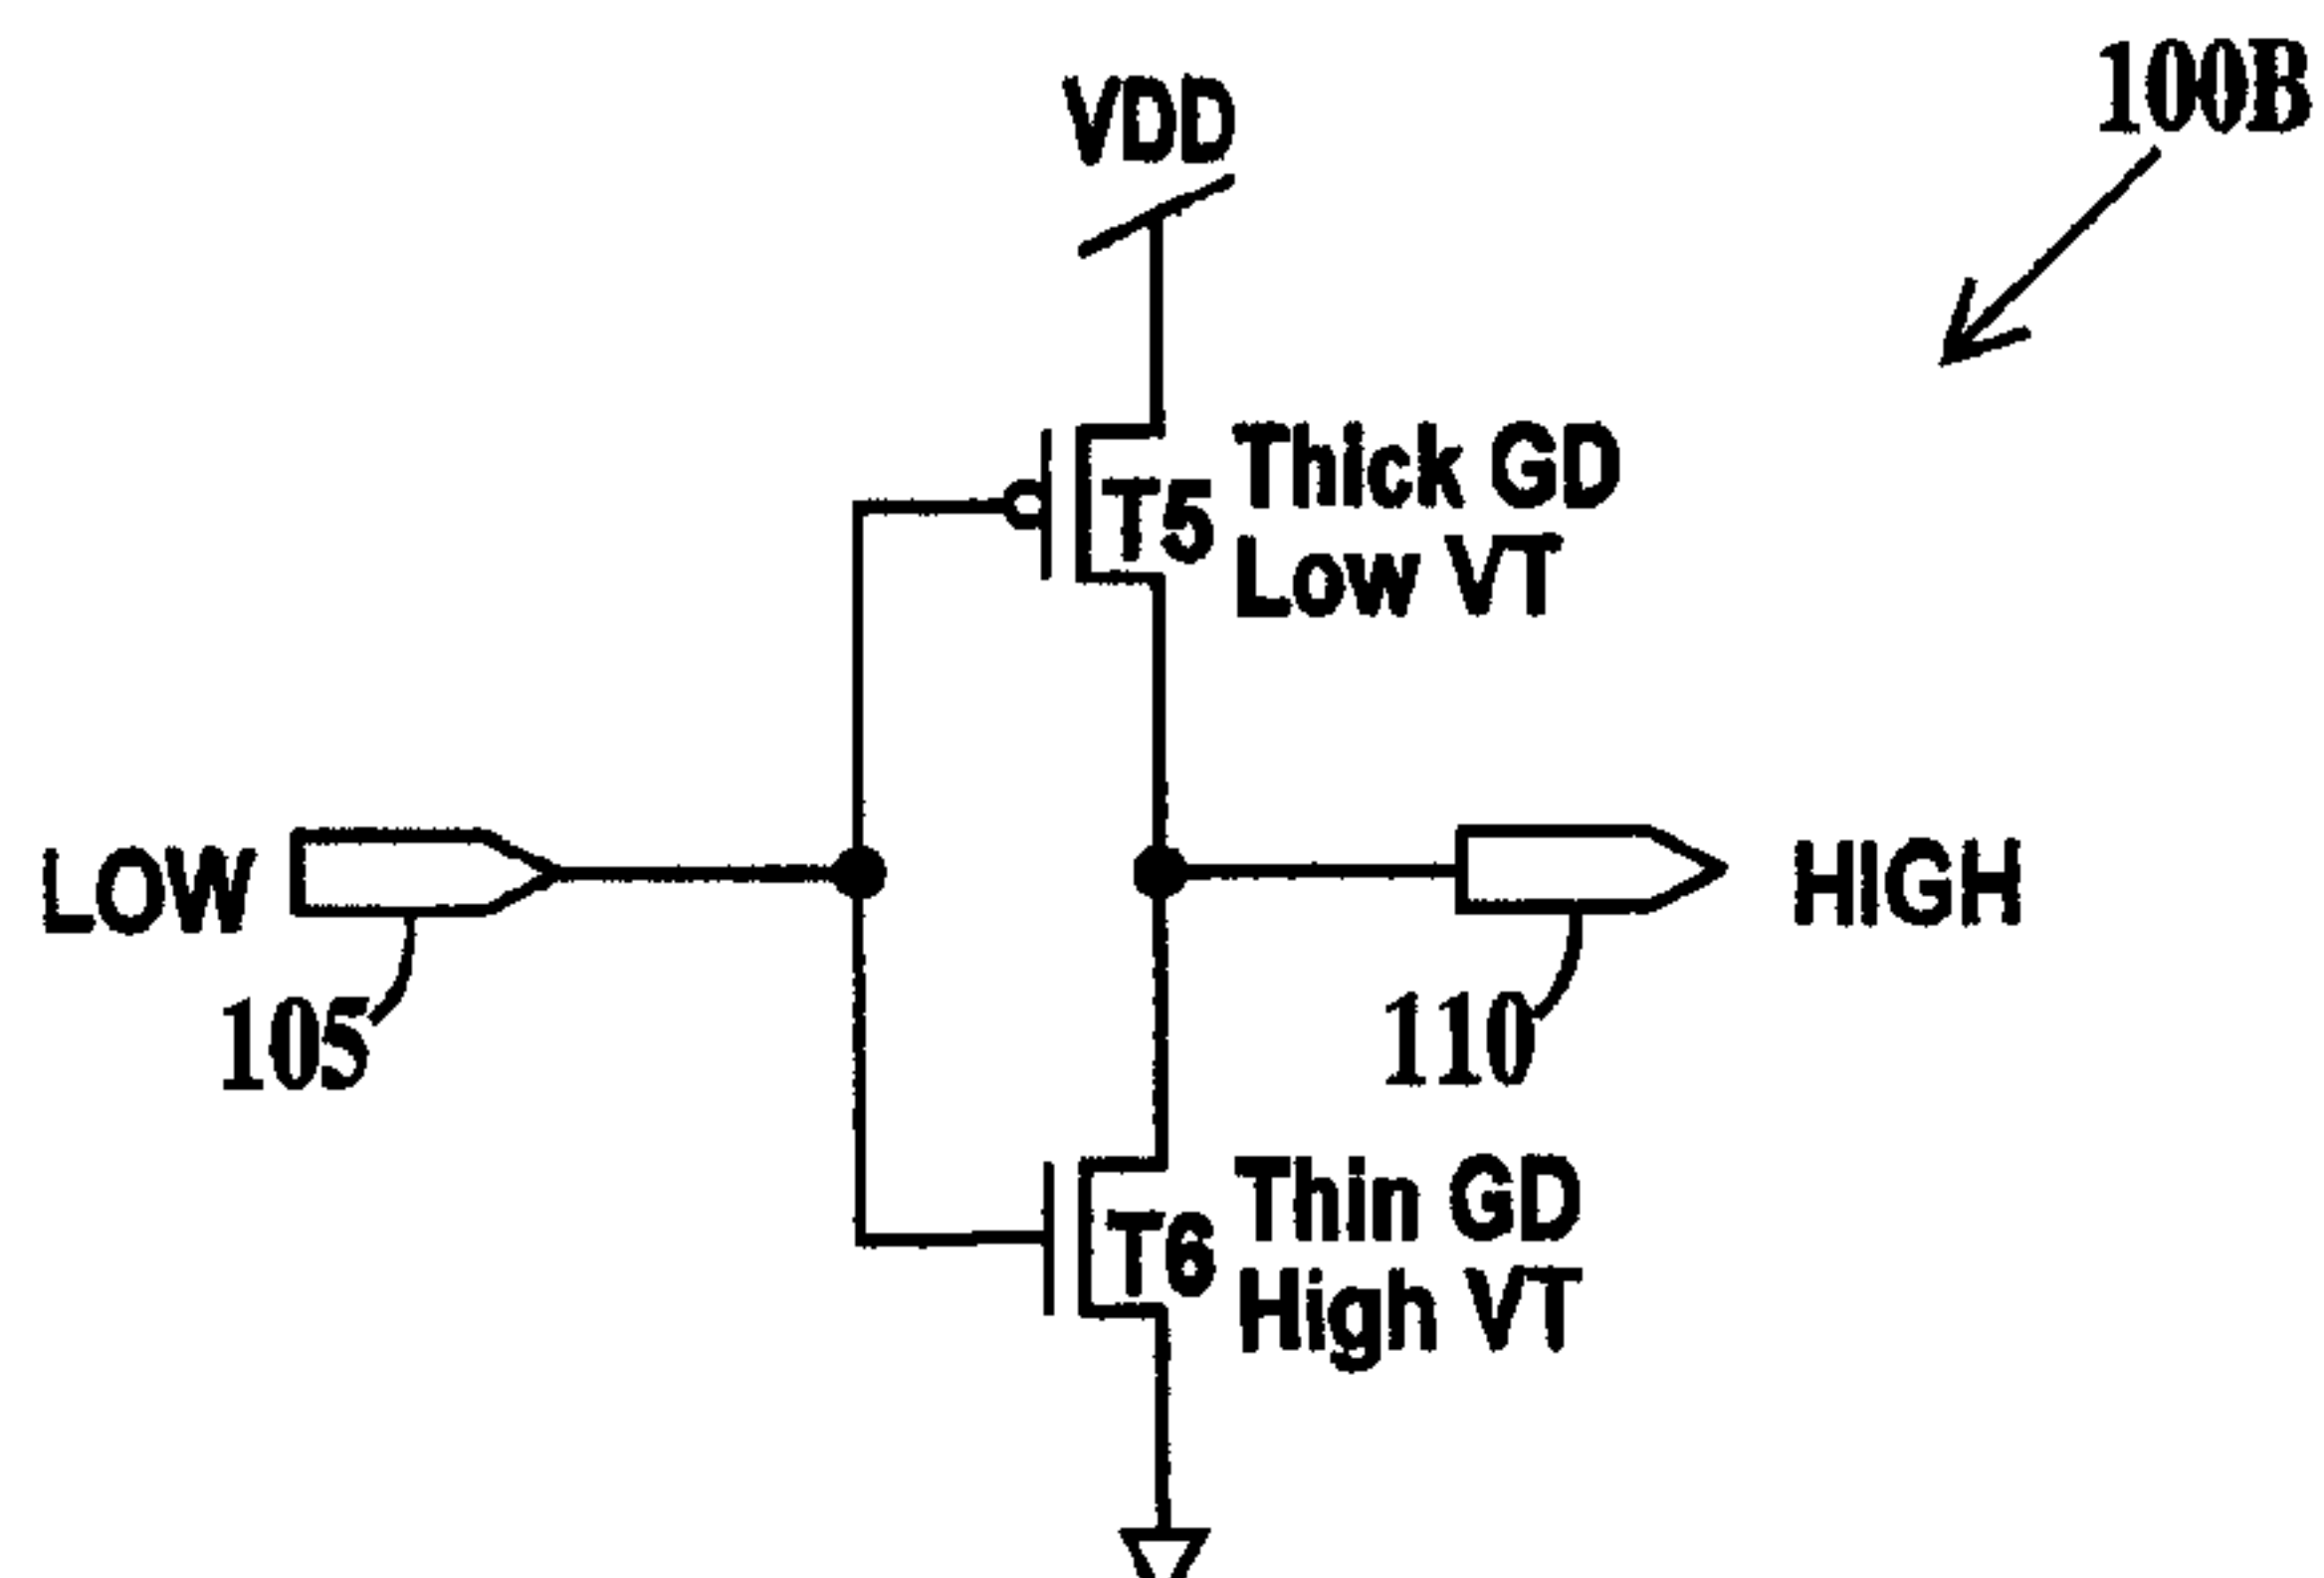 100B
VDD
Thick GD
T5
Low VT
LOW
HIGH
105
110
Thin GD
T6
High VT